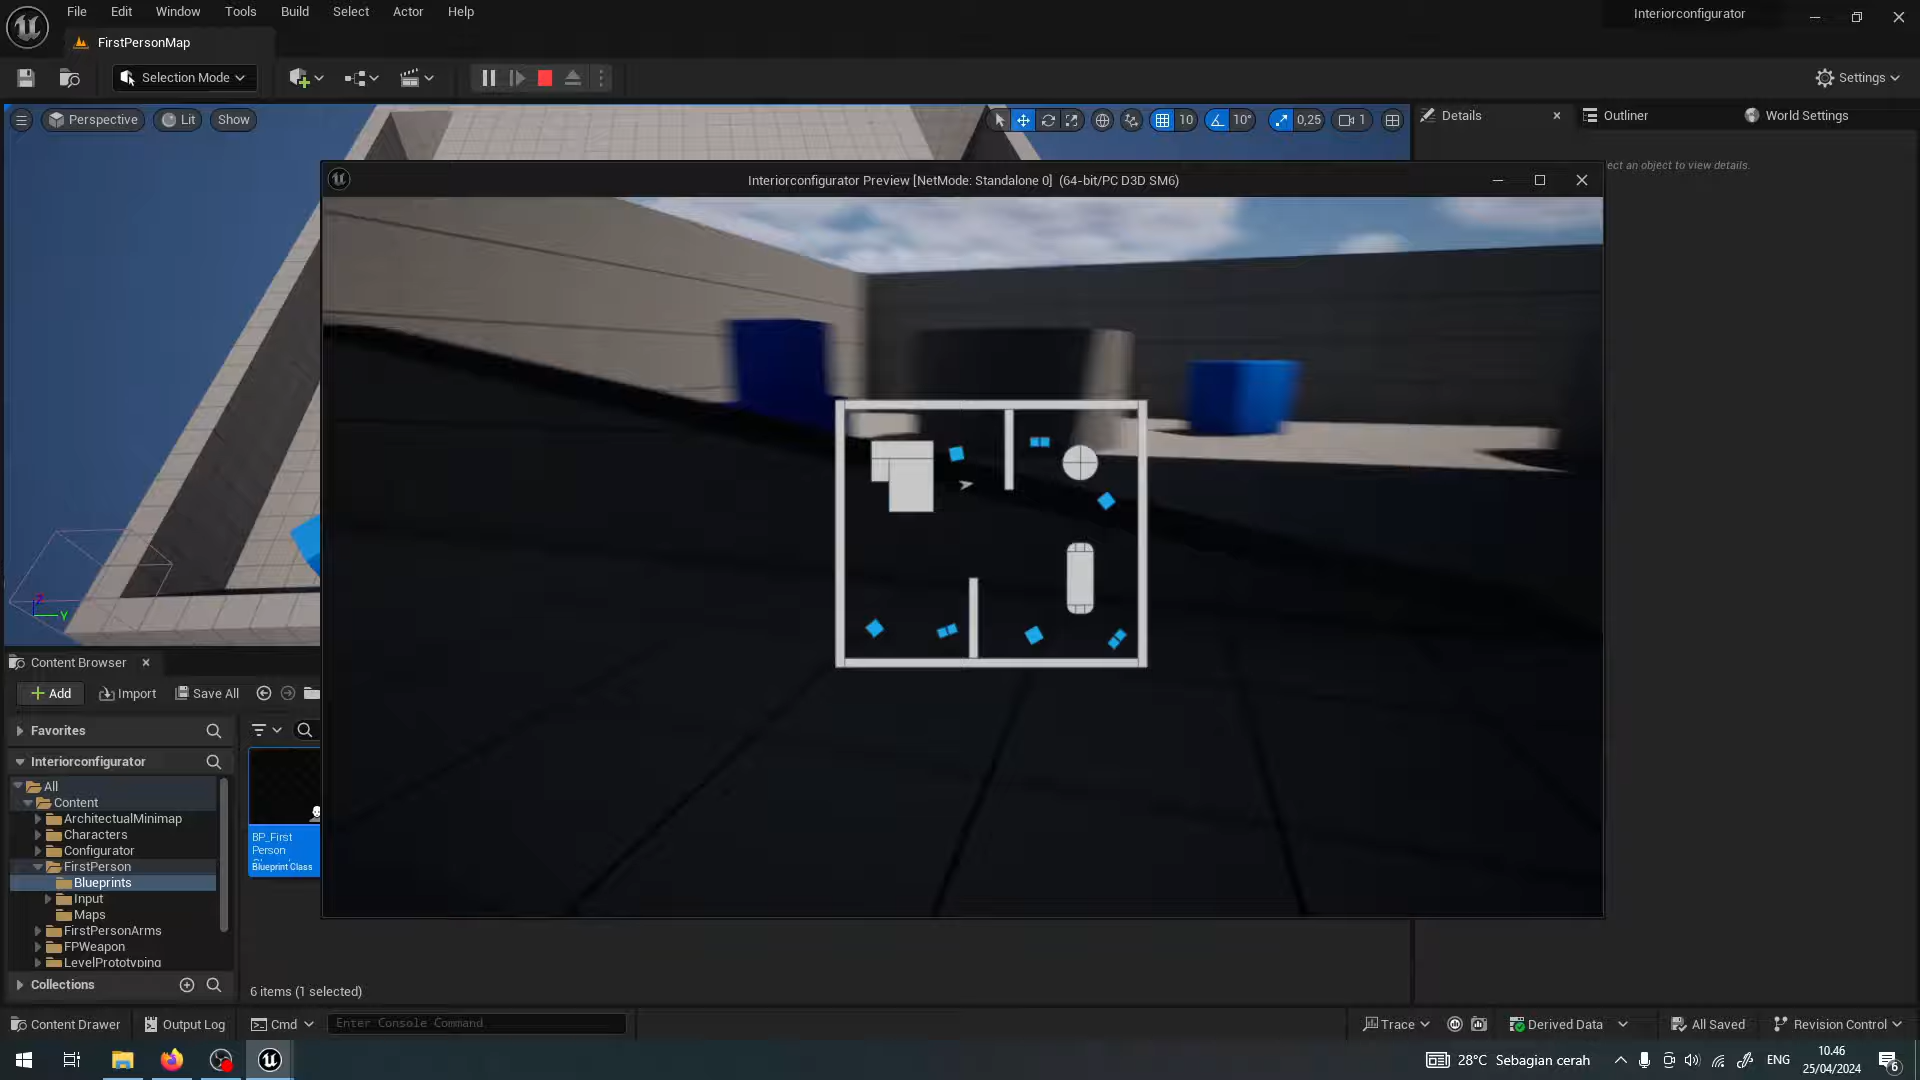 File Edit Window Tools Build Select Actor Help
Interiorconfigurator
FirstPersonMap
Selection Mode
Settings
Perspective Lit Show
10 10° 0,25 1
Details Outliner World Settings
ect an object to view details.
Interiorconfigurator Preview [NetMode: Standalone 0] (64-bit/PC D3D SM6)
Y
Content Browser
Add Import Save All
Favorites
Interiorconfigurator
All
Content
ArchitectualMinimap
Characters
Configurator
FirstPerson
Blueprints
Input
Maps
FirstPersonArms
FPWeapon
LevelPrototyping
Collections
BP_First
Person
Blueprint Class
6 items (1 selected)
Content Drawer Output Log Cmd Enter Console Command
Trace Derived Data All Saved Revision Control
28°C Sebagian cerah ENG
10.46
25/04/2024
6